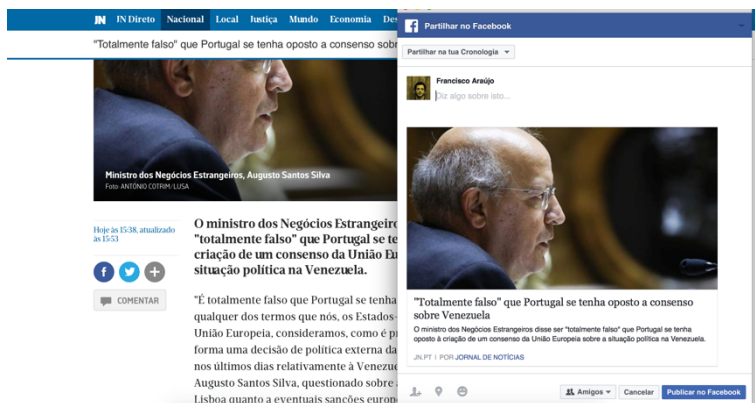 JN IN Direto Nacional Local Justiça Mundo Economia
"Totalmente falso" que Portugal se tenha oposto a consenso
Ministro dos Negócios Estrangeiros, Augusto Santos Silva
Foto: ANTÓNIO COTRIM/LUSA
Hoje às 15:38, atualizado
às 15:53
COMENTAR
O ministro dos Negócios
"totalmente falso" que Portugal se
criação de um consenso da União
situação política na Venezuela.
"É totalmente falso que Portugal se tenha
qualquer dos termos que nós, os Estados-
União Europeia, consideramos, como é
forma uma decisão de política externa da
nos últimos dias relativamente à
Augusto Santos Silva, questionado sobre
Lisboa quanto a eventuais sanções
Partilhar no Facebook
Partilhar na tua Cronologia
Francisco Araújo
Diz algo sobre isto...
"Totalmente falso" que Portugal se tenha oposto a consenso
sobre Venezuela
O ministro dos Negócios Estrangeiros disse ser "totalmente falso" que Portugal se tenha
oposto à criação de um consenso da União Europeia sobre a situação política na Venezuela.
JN.PT | POR JORNAL DE NOTÍCIAS
Amigos Cancelar Publicar no Facebook